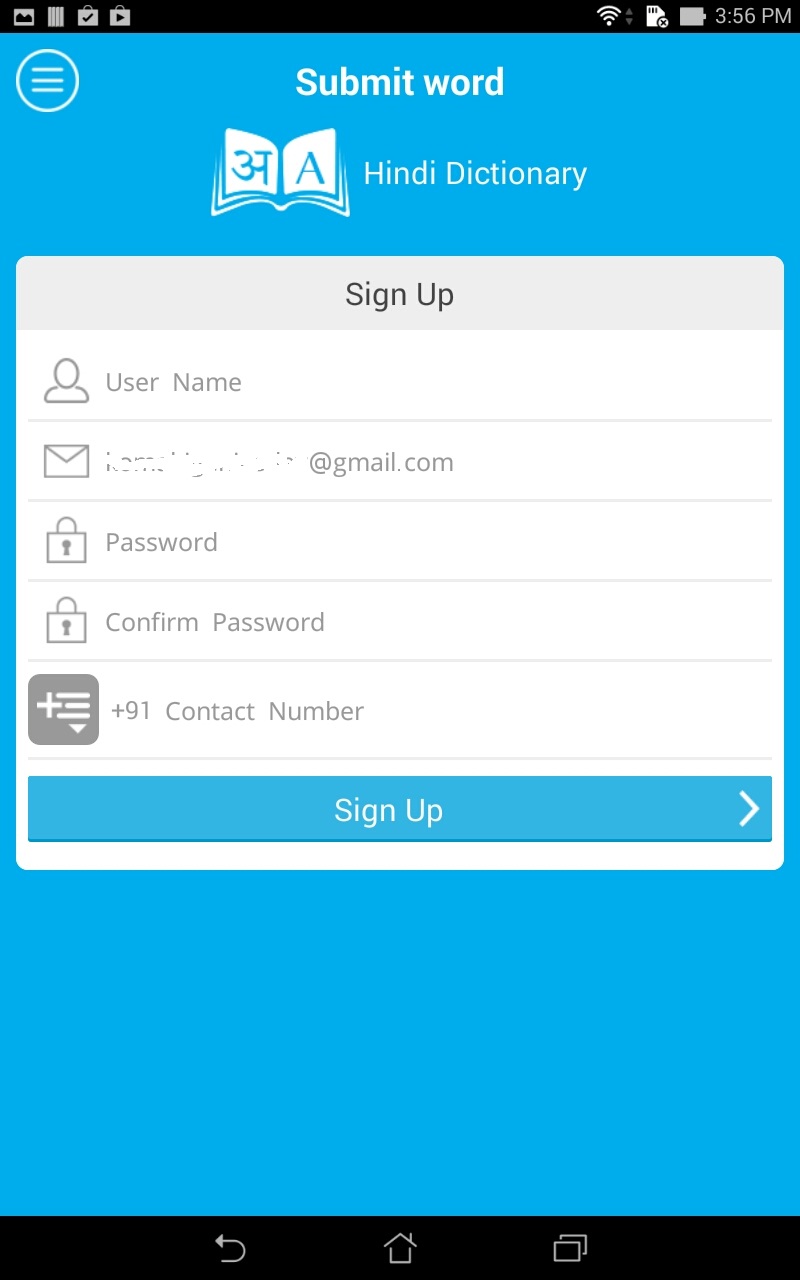 3:56 PM
Submit word
अ A Hindi Dictionary
Sign Up
User Name
@gmail.com
Password
Confirm Password
+91 Contact Number
Sign Up